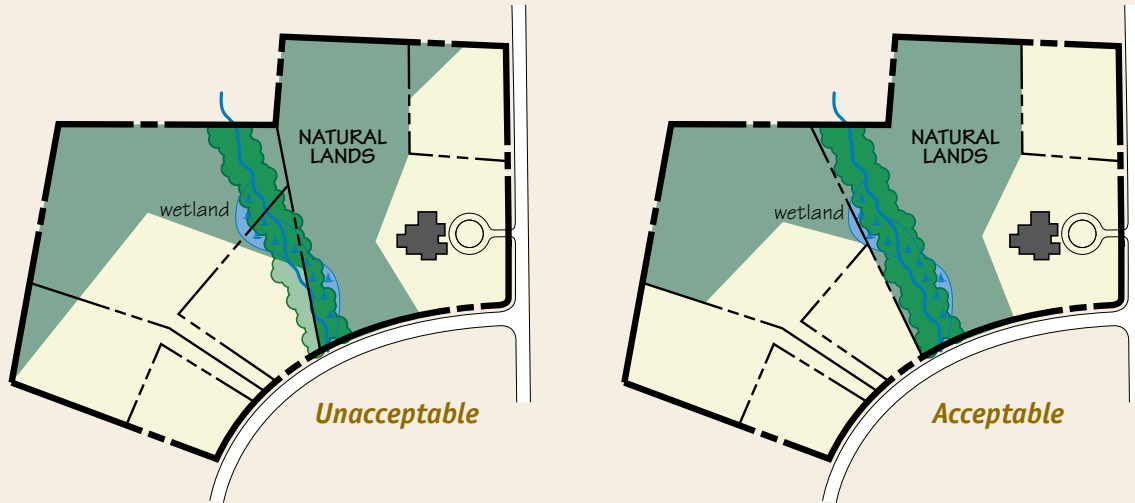 NATURAL
LANDS
wetland
Unacceptable
NATURAL
LANDS
wetland
Acceptable